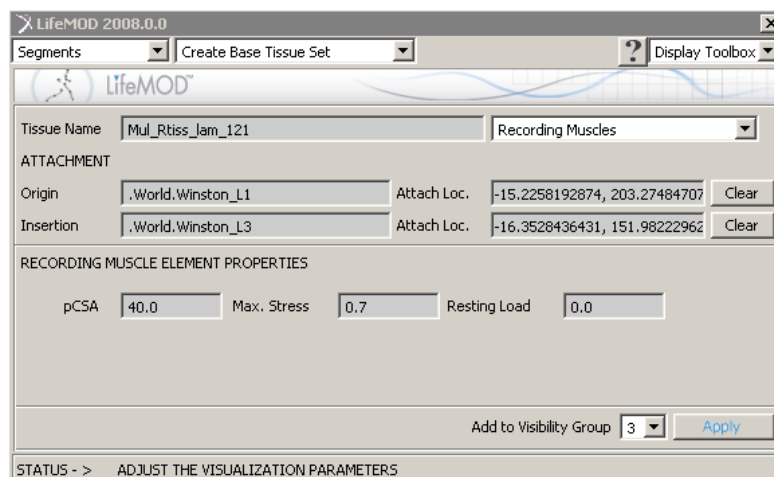 LifeMOD 2008.0.0
Segments Create Base Tissue Set ? Display Toolbox
LifeMOD™
Tissue Name Mul_Rtiss_lam_121 Recording Muscles
ATTACHMENT
Origin .World.Winston_L1 Attach Loc. -15.2258192874, 203.27484707 Clear
Insertion .World.Winston_L3 Attach Loc. -16.3528436431, 151.98222962 Clear
RECORDING MUSCLE ELEMENT PROPERTIES
pCSA 40.0 Max. Stress 0.7 Resting Load 0.0
Add to Visibility Group 3 Apply
STATUS - > ADJUST THE VISUALIZATION PARAMETERS